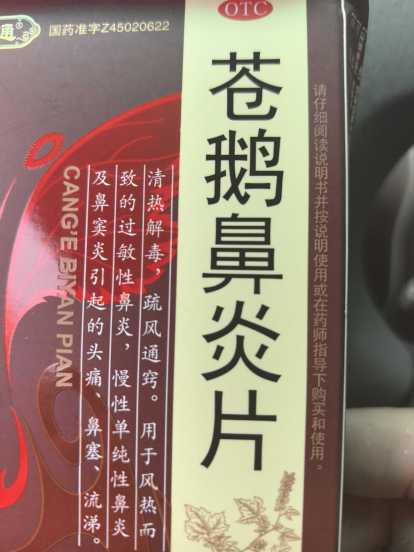 OTC
国药准字Z45020622
苍鹅鼻炎片
请仔细阅读说明书并按说明使用或在药师指导下购买和使用。
清热解毒，疏风通窍。用于风热而
致的过敏性鼻炎，慢性单纯性鼻炎
及鼻窦炎引起的头痛、鼻塞、流涕。
CANG'E BIYAN PIAN